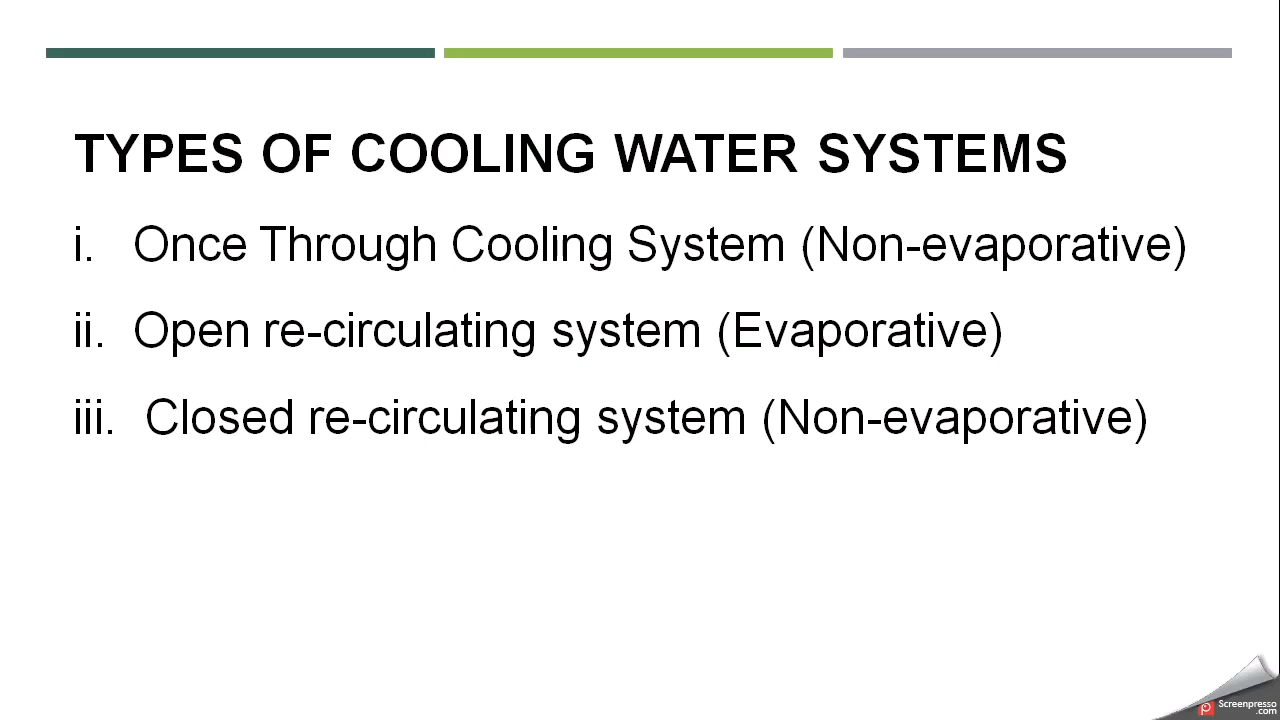 TYPES OF COOLING WATER SYSTEMS
i. Once Through Cooling System (Non-evaporative)
ii. Open re-circulating system (Evaporative)
iii. Closed re-circulating system (Non-evaporative)
Screenpresso
.com